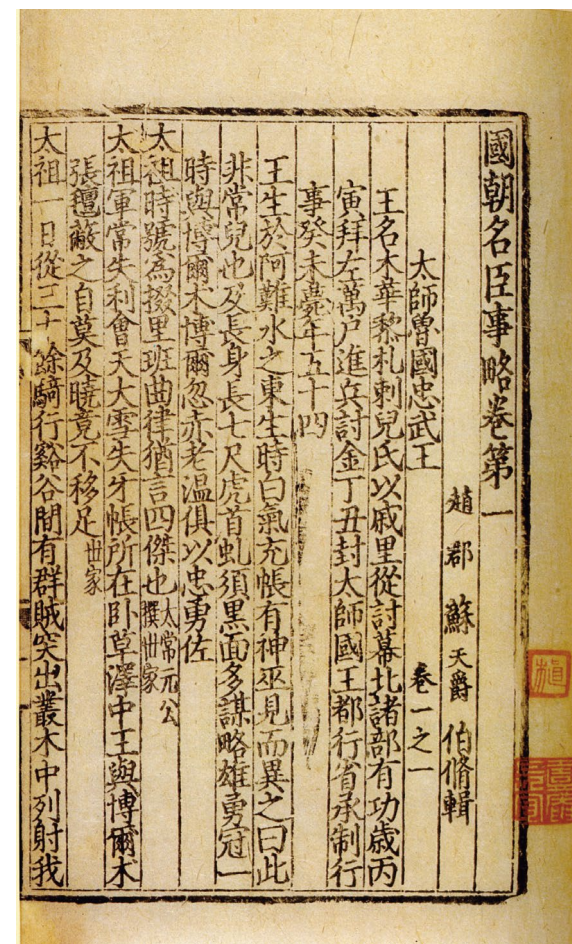 國朝名臣事略卷第一
趙郡蘇天爵伯脩輯
太師魯國忠武王 卷一之一
王名木華黎札剌兒氏以戚里從討幕北諸部有功歲丙
寅拜左萬戶進兵討金丁丑封太師國王都行省承制行
事癸未薨年五十四
王生於阿難水之東生時白氣充帳有神巫見而異之曰此
非常兒也及長身長七尺虎首虬須黑面多謀略雄勇冠一
時與博爾朮博爾忽赤老溫俱以忠勇佐
太祖時號爲掇里班曲律猶言四傑也太常元公撰世家
太祖軍常失利會天大雪失牙帳所在卧草澤中王與博爾朮
張氊蔽之自莫及曉竟不移足世家
太祖一日從三十餘騎行谿谷間有群賊突出叢木中列射我